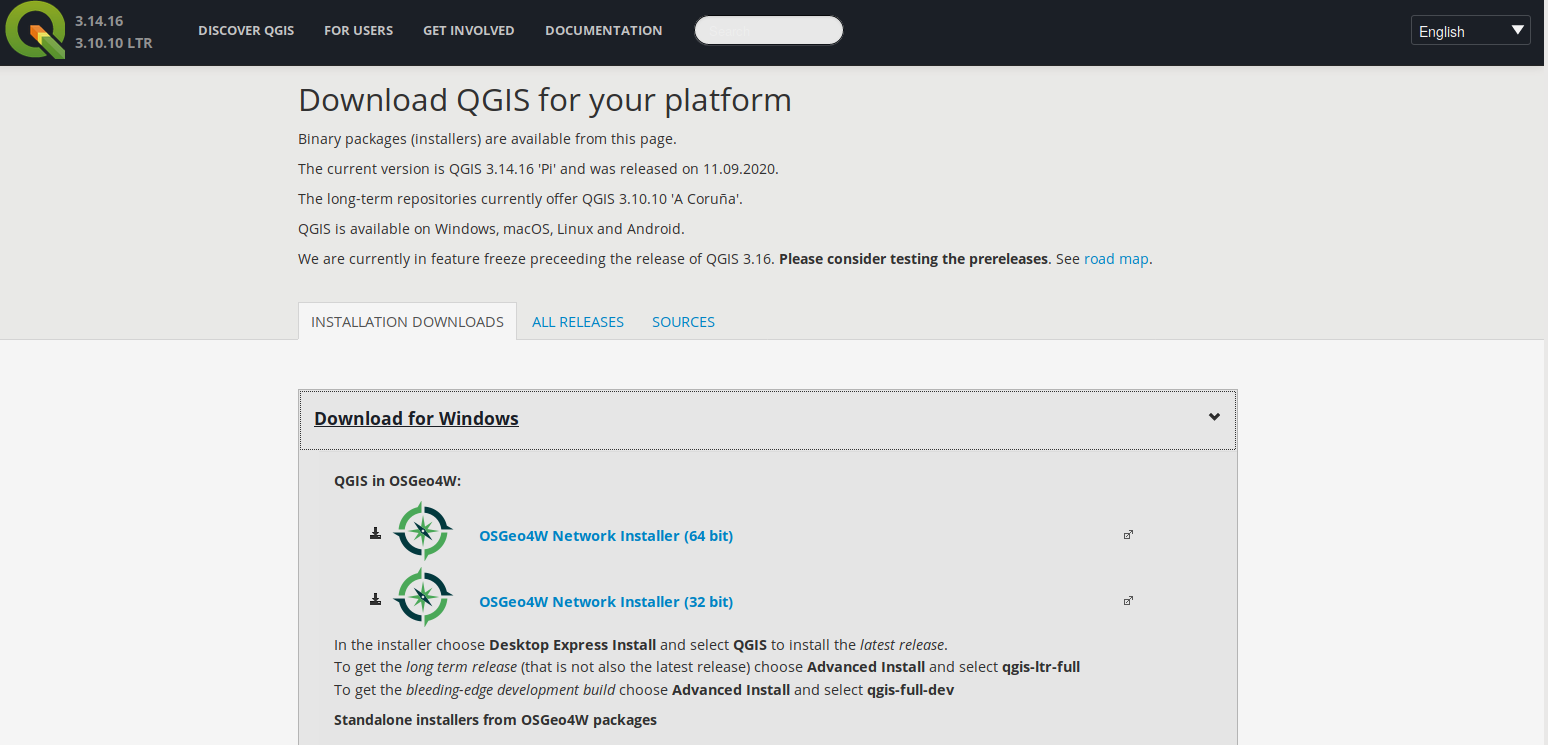 3.14.16
3.10.10 LTR
DISCOVER QGIS
FOR USERS
GET INVOLVED
DOCUMENTATION
English
Download QGIS for your platform
Binary packages (installers) are available from this page.
The current version is QGIS 3.14.16 'Pi' and was released on 11.09.2020.
The long-term repositories currently offer QGIS 3.10.10 'A Coruña'.
QGIS is available on Windows, macOS, Linux and Android.
We are currently in feature freeze preceeding the release of QGIS 3.16. Please consider testing the prereleases. See road map.
INSTALLATION DOWNLOADS
ALL RELEASES
SOURCES
Download for Windows
QGIS in OSGeo4W:
OSGeo4W Network Installer (64 bit)
OSGeo4W Network Installer (32 bit)
In the installer choose Desktop Express Install and select QGIS to install the latest release.
To get the long term release (that is not also the latest release) choose Advanced Install and select qgis-ltr-full
To get the bleeding-edge development build choose Advanced Install and select qgis-full-dev
Standalone installers from OSGeo4W packages